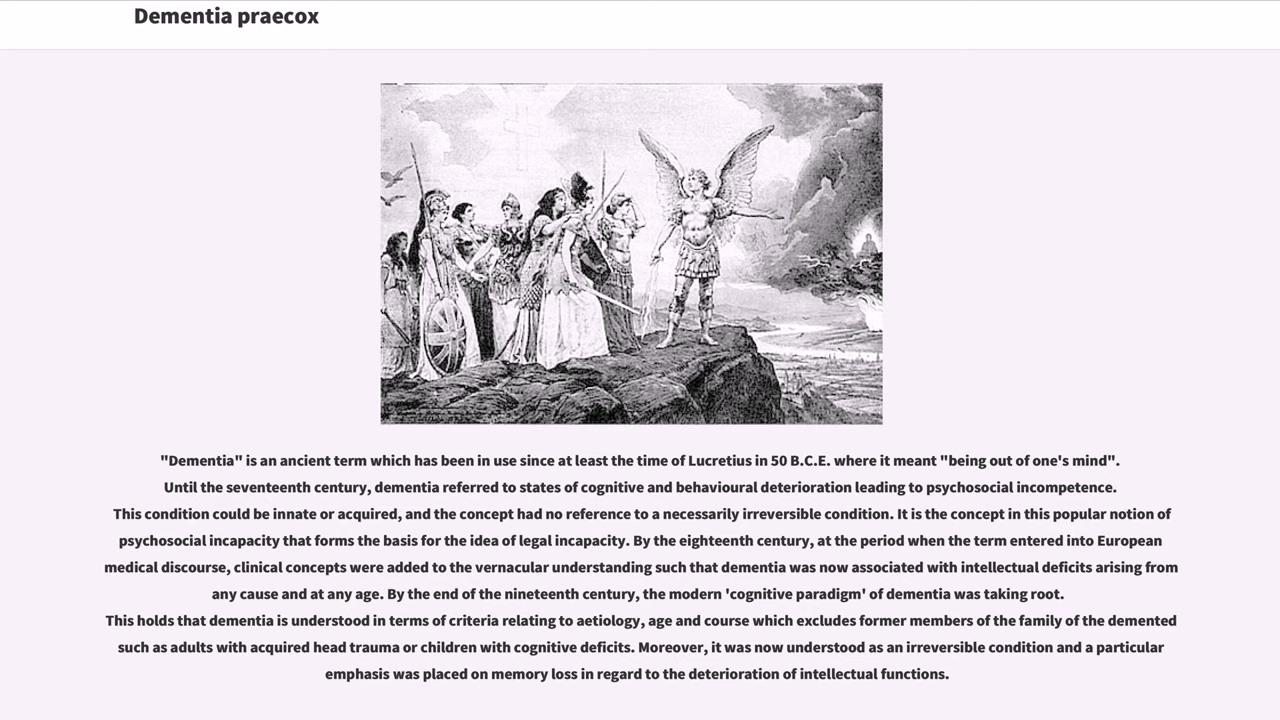 Dementia praecox
"Dementia" is an ancient term which has been in use since at least the time of Lucretius in 50 B.C.E. where it meant "being out of one's mind".
Until the seventeenth century, dementia referred to states of cognitive and behavioural deterioration leading to psychosocial incompetence.
This condition could be innate or acquired, and the concept had no reference to a necessarily irreversible condition. It is the concept in this popular notion of
psychosocial incapacity that forms the basis for the idea of legal incapacity. By the eighteenth century, at the period when the term entered into European
medical discourse, clinical concepts were added to the vernacular understanding such that dementia was now associated with intellectual deficits arising from
any cause and at any age. By the end of the nineteenth century, the modern 'cognitive paradigm' of dementia was taking root.
This holds that dementia is understood in terms of criteria relating to aetiology, age and course which excludes former members of the family of the demented
such as adults with acquired head trauma or children with cognitive deficits. Moreover, it was now understood as an irreversible condition and a particular
emphasis was placed on memory loss in regard to the deterioration of intellectual functions.